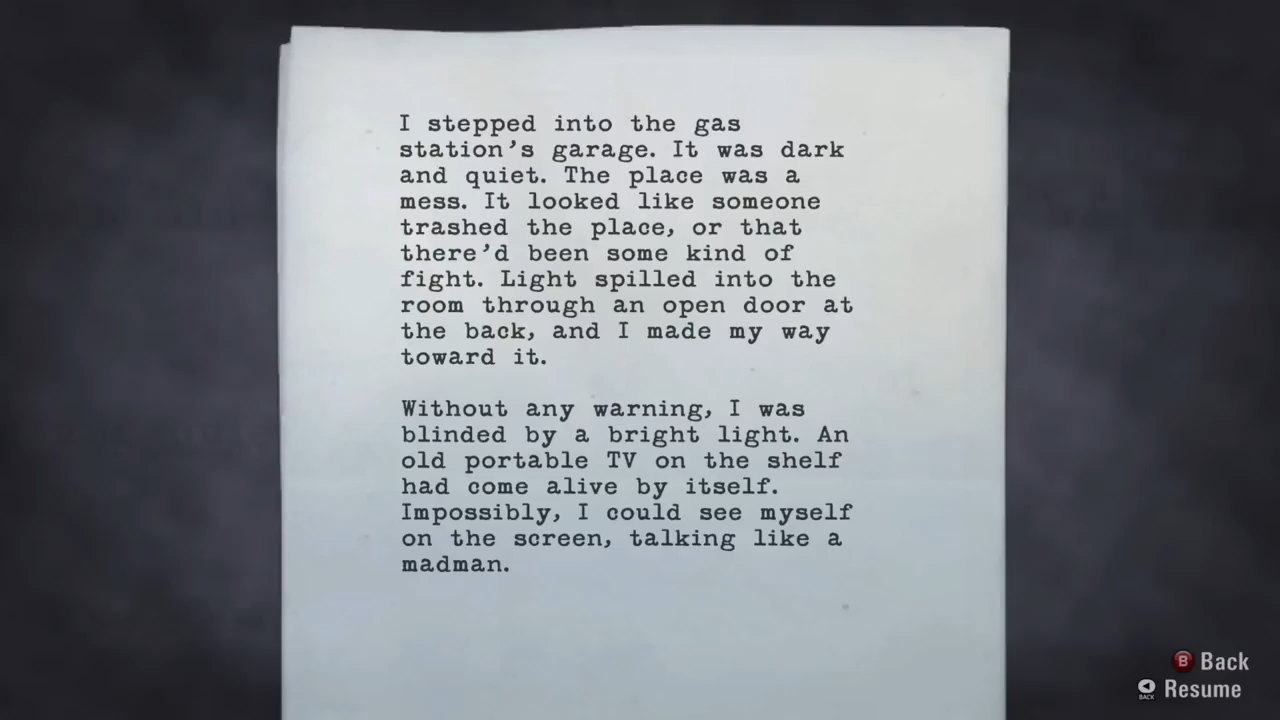 I stepped into the gas
station's garage. It was dark
and quiet. The place was a
mess. It looked like someone
trashed the place, or that
there'd been some kind of
fight. Light spilled into the
room through an open door at
the back, and I made my way
toward it.
Without any warning, I was
blinded by a bright light. An
old portable TV on the shelf
had come alive by itself.
Impossibly, I could see myself
on the screen, talking like a
madman.
B Back
BACK Resume